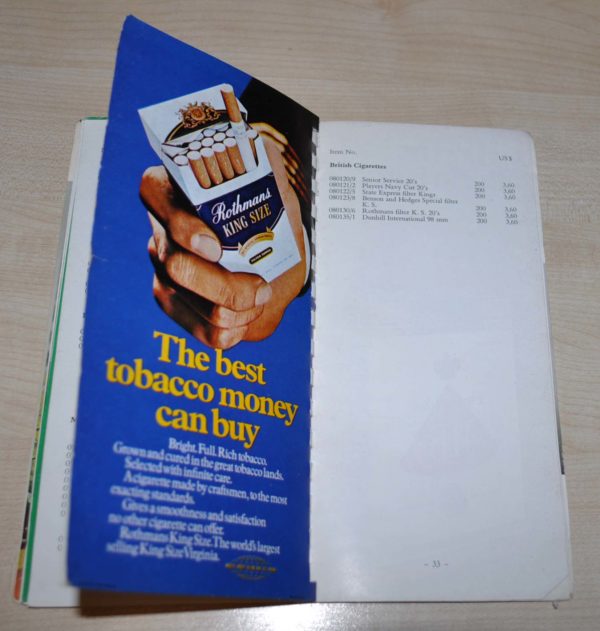 Rothmans
KING SIZE
The best
tobacco money
can buy
Bright. Full. Rich tobacco.
Grown and cured in the great tobacco lands.
Selected with infinite care.
A cigarette made by craftsmen, to the most
exacting standards.
Gives a smoothness and satisfaction
no other cigarette can offer.
Rothmans King Size. The world's largest
selling King Size Virginia.
Item No. US$
British Cigarettes
080120/9 Senior Service 20's 200 3,60
080121/2 Players Navy Cut 20's 200 3,60
080122/5 State Express filter Kings 200 3,60
080123/8 Benson and Hedges Special filter
K. S. 200 3,60
080130/6 Rothmans filter K. S. 20's 200 3,60
080135/1 Dunhill International 98 mm 200 3,60
- 33 -